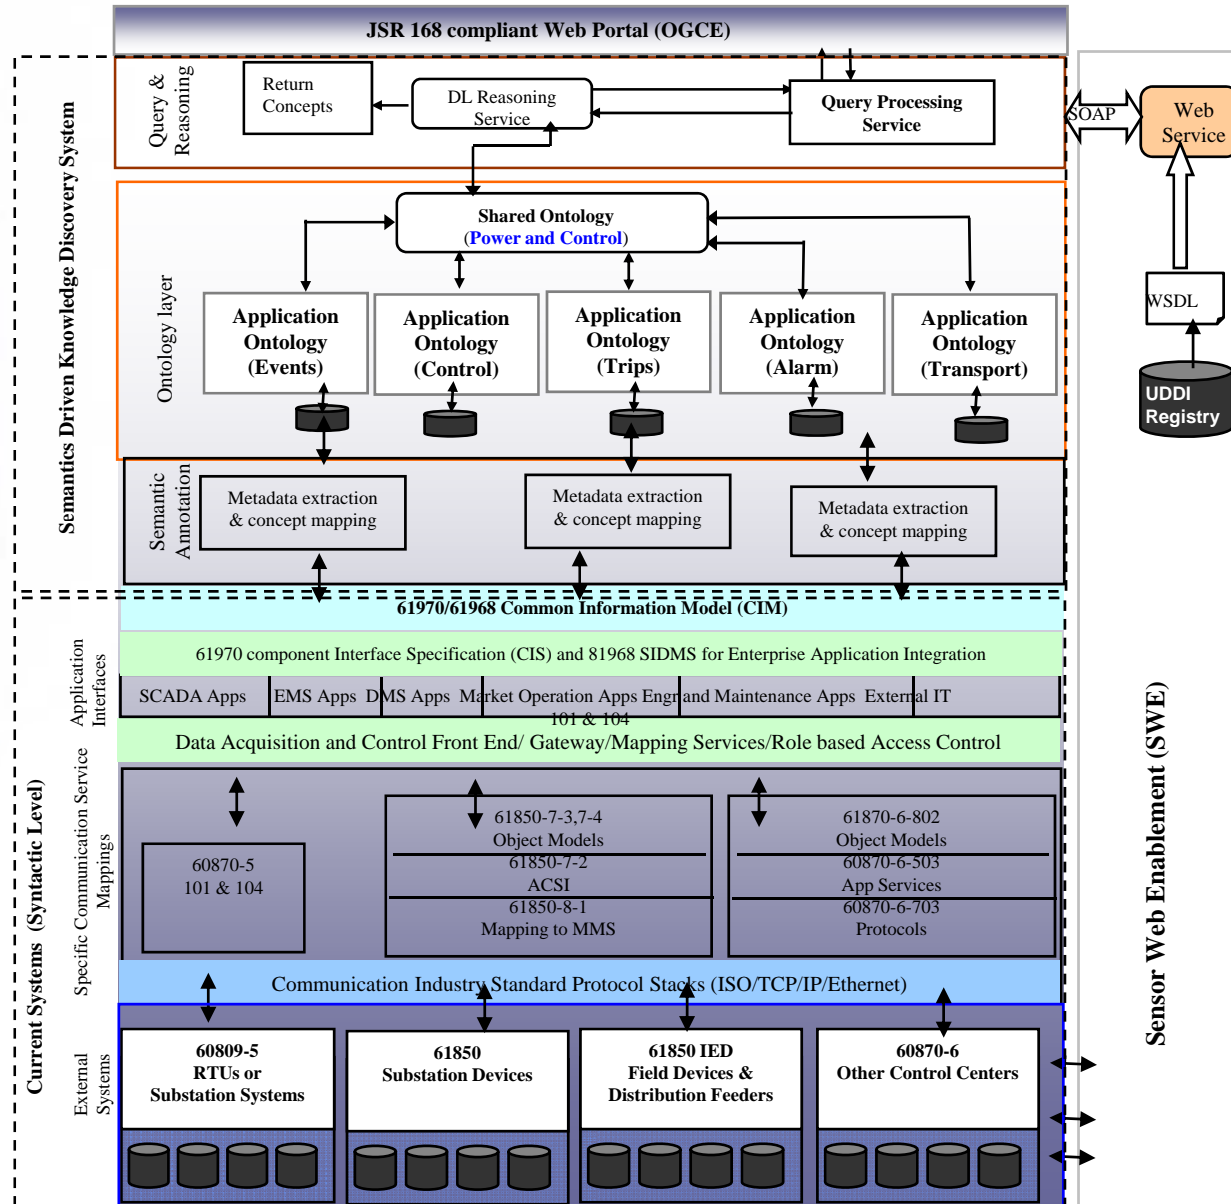 JSR 168 compliant Web Portal (OGCE)
Semantics Driven Knowledge Discovery System
Query &
Reasoning
Return
Concepts
DL Reasoning
Service
Query Processing
Service
SOAP
Web
Service
WSDL
UDDI
Registry
Ontology layer
Shared Ontology
(Power and Control)
Application
Ontology
(Events)
Application
Ontology
(Control)
Application
Ontology
(Trips)
Application
Ontology
(Alarm)
Application
Ontology
(Transport)
Semantic
Annotation
Metadata extraction
& concept mapping
Metadata extraction
& concept mapping
Metadata extraction
& concept mapping
Current Systems (Syntactic Level)
61970/61968 Common Information Model (CIM)
Application
Interfaces
61970 component Interface Specification (CIS) and 81968 SIDMS for Enterprise Application Integration
SCADA Apps EMS Apps DMS Apps Market Operation Apps Engr and Maintenance Apps External IT
101 & 104
Data Acquisition and Control Front End/ Gateway/Mapping Services/Role based Access Control
Specific Communication Service
Mappings
60870-5
101 & 104
61850-7-3,7-4
Object Models
61850-7-2
ACSI
61850-8-1
Mapping to MMS
61870-6-802
Object Models
60870-6-503
App Services
60870-6-703
Protocols
Communication Industry Standard Protocol Stacks (ISO/TCP/IP/Ethernet)
External
Systems
60809-5
RTUs or
Substation Systems
61850
Substation Devices
61850 IED
Field Devices &
Distribution Feeders
60870-6
Other Control Centers
Sensor Web Enablement (SWE)